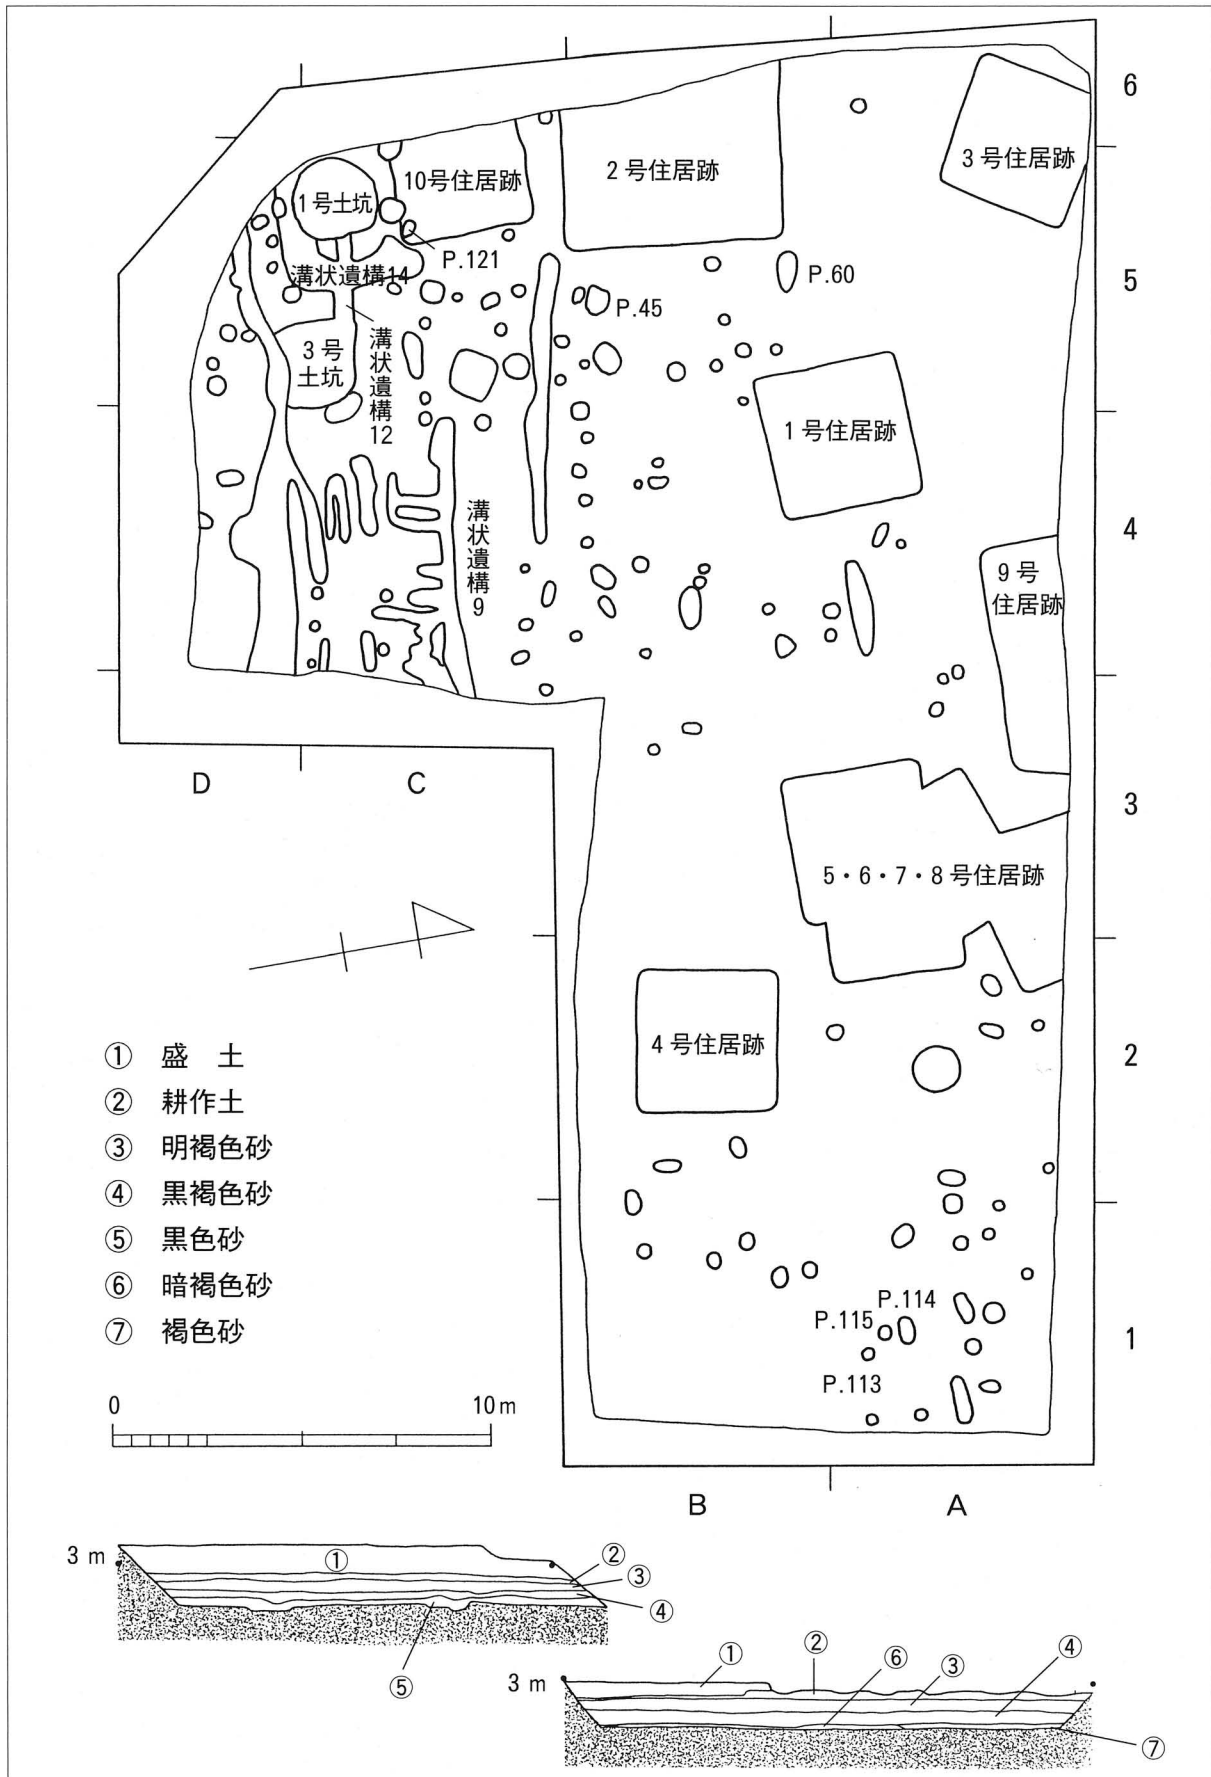 6
3号住居跡
2号住居跡
10号住居跡
1号土坑
P.121
溝状遺構14
P.60
5
P.45
3号
土坑
溝状遺構12
1号住居跡
4
溝状遺構9
9号
住居跡
D
C
3
5・6・7・8号住居跡
4号住居跡
2
① 盛 土
② 耕作土
③ 明褐色砂
④ 黒褐色砂
⑤ 黒色砂
⑥ 暗褐色砂
⑦ 褐色砂
P.114
P.115
P.113
1
0 10m
B
A
3m
①
②
③
④
⑤
3m
①
②
⑥
③
④
⑦